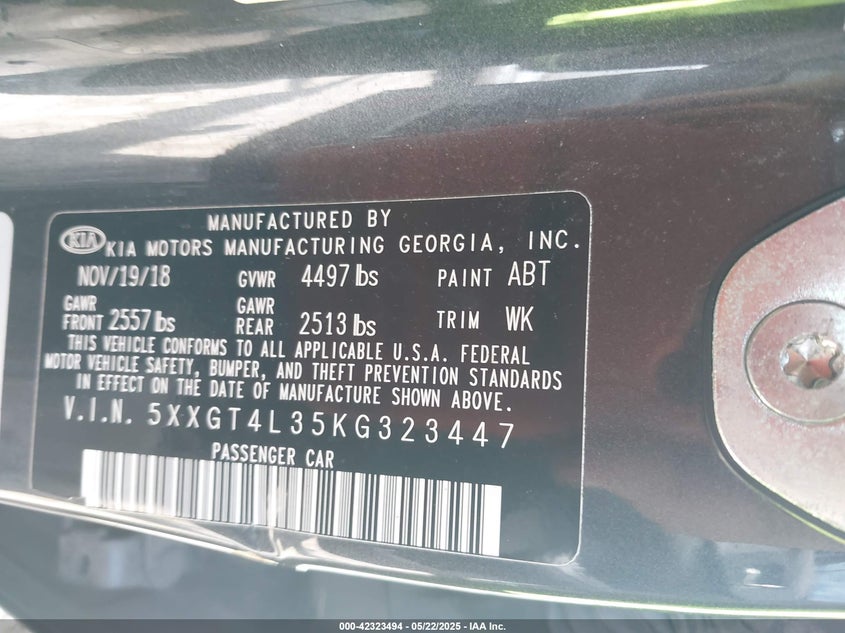 MANUFACTURED BY
KIA KIA MOTORS MANUFACTURING GEORGIA, INC.
NOV/19/18 GVWR 4497 lbs PAINT ABT
GAWR FRONT 2557 lbs GAWR REAR 2513 lbs TRIM WK
THIS VEHICLE CONFORMS TO ALL APPLICABLE U.S.A. FEDERAL
MOTOR VEHICLE SAFETY, BUMPER, AND THEFT PREVENTION STANDARDS
IN EFFECT ON THE DATE OF MANUFACTURE SHOWN ABOVE.
V.I.N. 5XXGT4L35KG323447
PASSENGER CAR
000-42323494 - 05/22/2025 - IAA Inc.